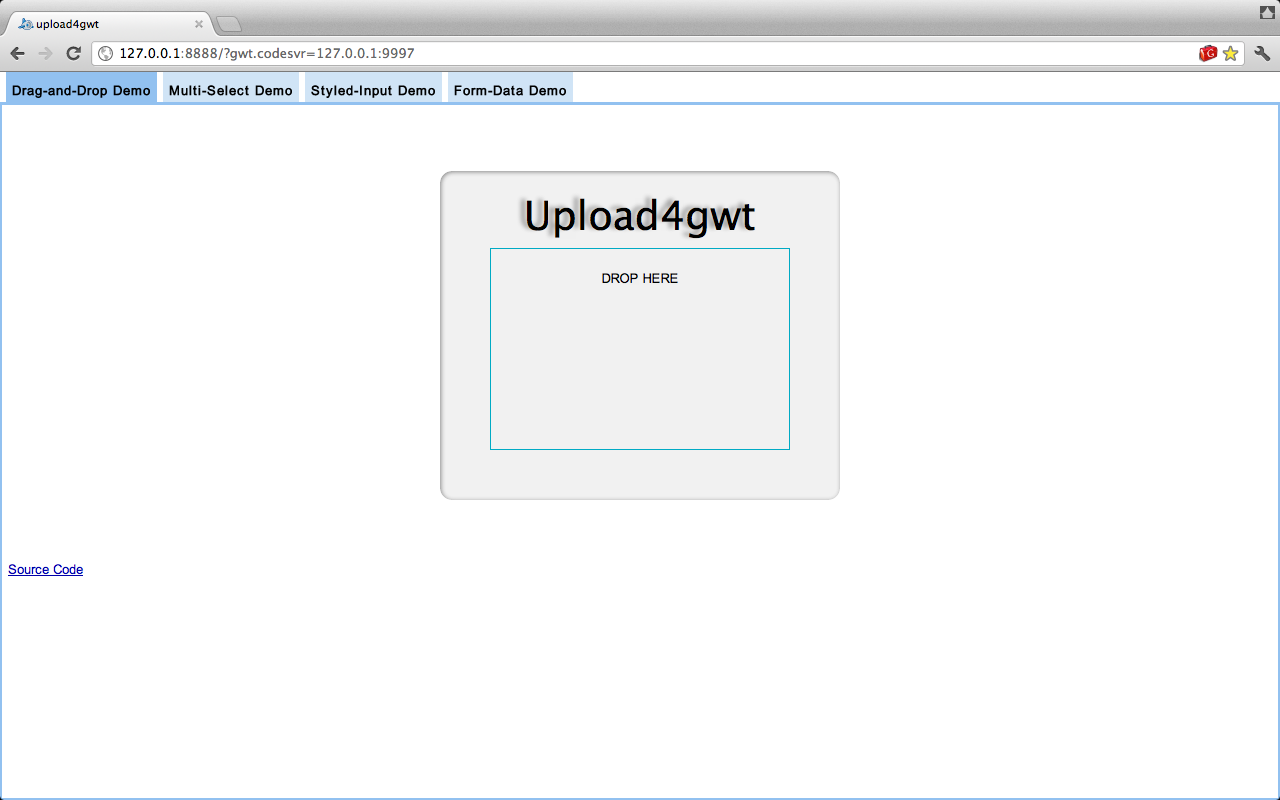 upload4gwt
127.0.0.1:8888/?gwt.codesvr=127.0.0.1:9997
G
Drag-and-Drop Demo Multi-Select Demo Styled-Input Demo Form-Data Demo
Upload4gwt
DROP HERE
Source Code